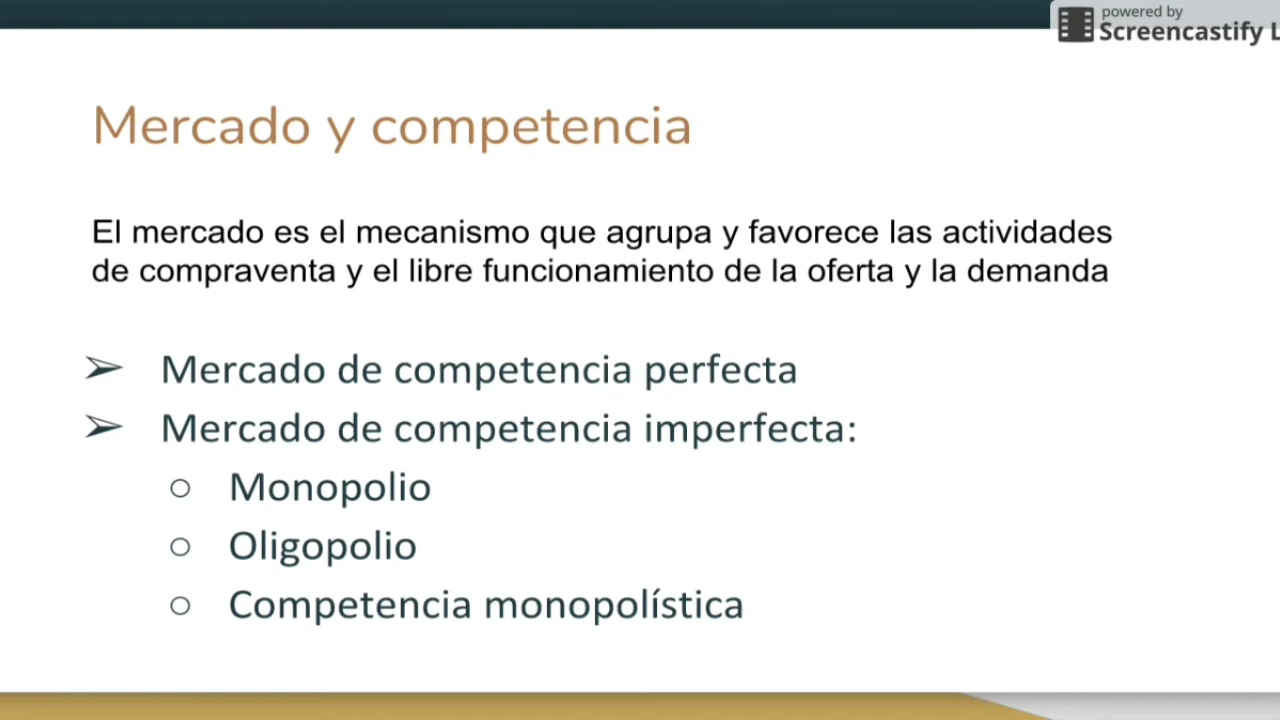 powered by
Screencastify L
Mercado y competencia
El mercado es el mecanismo que agrupa y favorece las actividades
de compraventa y el libre funcionamiento de la oferta y la demanda
➢ Mercado de competencia perfecta
➢ Mercado de competencia imperfecta:
○ Monopolio
○ Oligopolio
○ Competencia monopolística